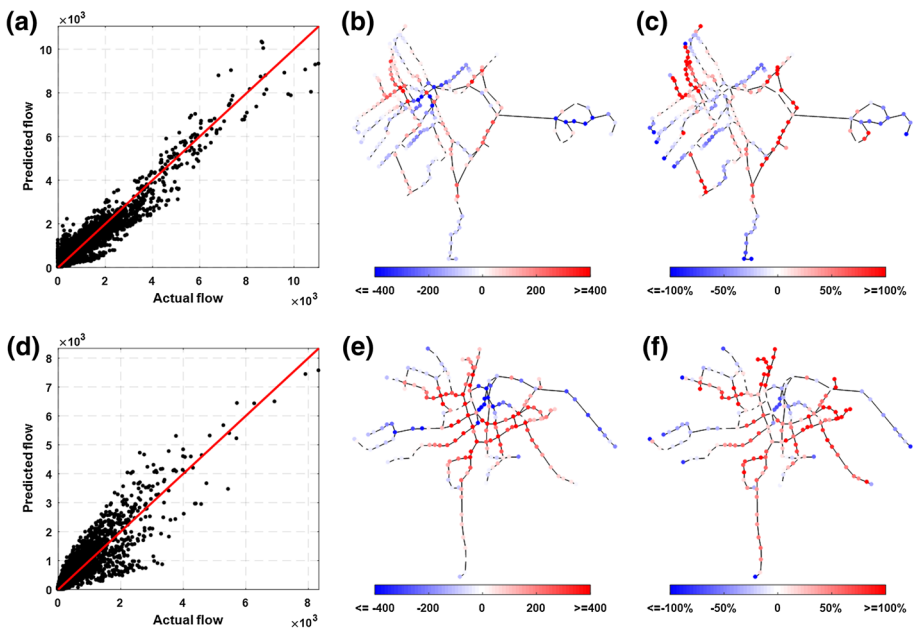 (a)
×10³
10
8
6
4
2
0
Predicted flow
0 2 4 6 8 10
Actual flow
×10³
(b)
<= -400 -200 0 200 >=400
(c)
<=-100% -50% 0 50% >=100%
(d)
×10³
8
7
6
5
4
3
2
1
0
Predicted flow
0 2 4 6 8
Actual flow
×10³
(e)
<= -400 -200 0 200 >=400
(f)
<=-100% -50% 0 50% >=100%